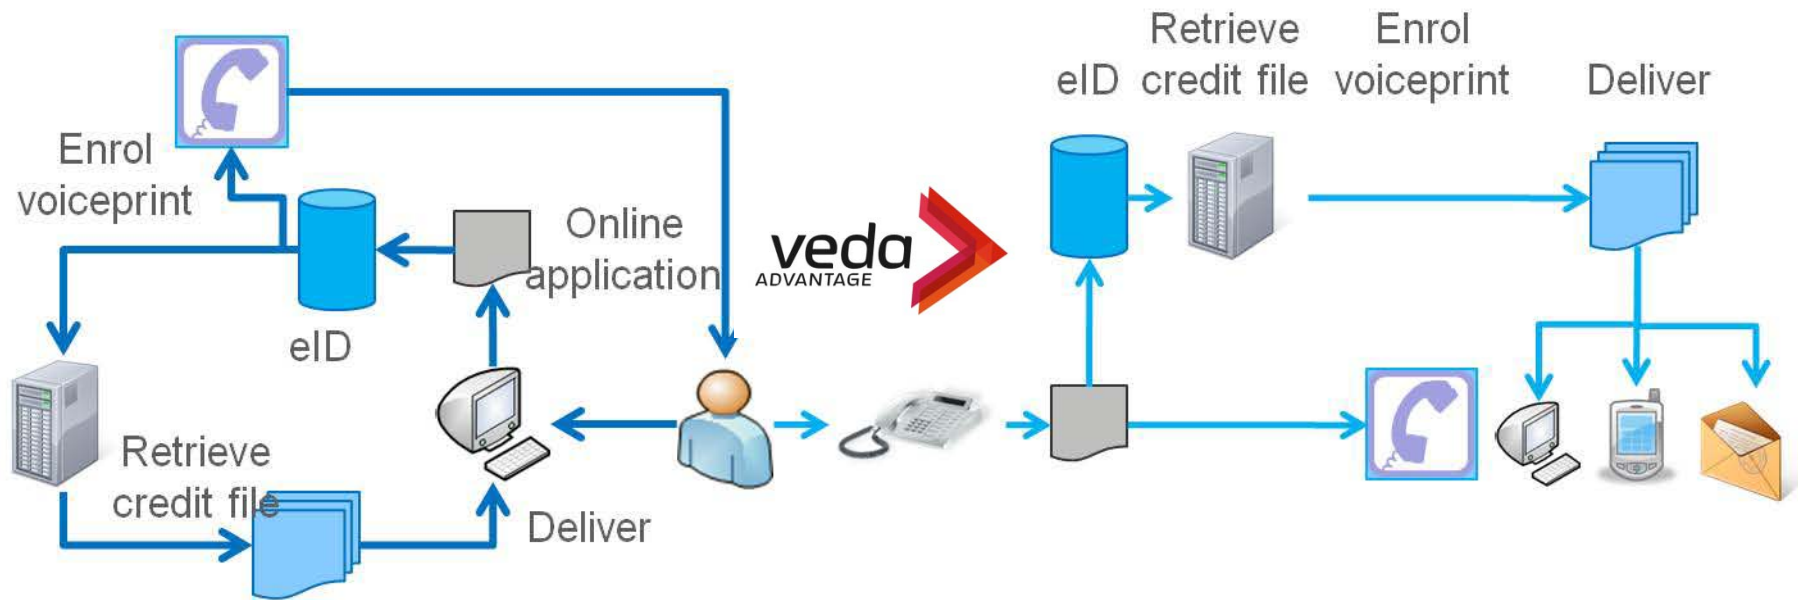 Enrol
voiceprint
eID
Online
application
Retrieve
credit file
Deliver
veda
ADVANTAGE
eID
Retrieve
credit file
Enrol
voiceprint
Deliver